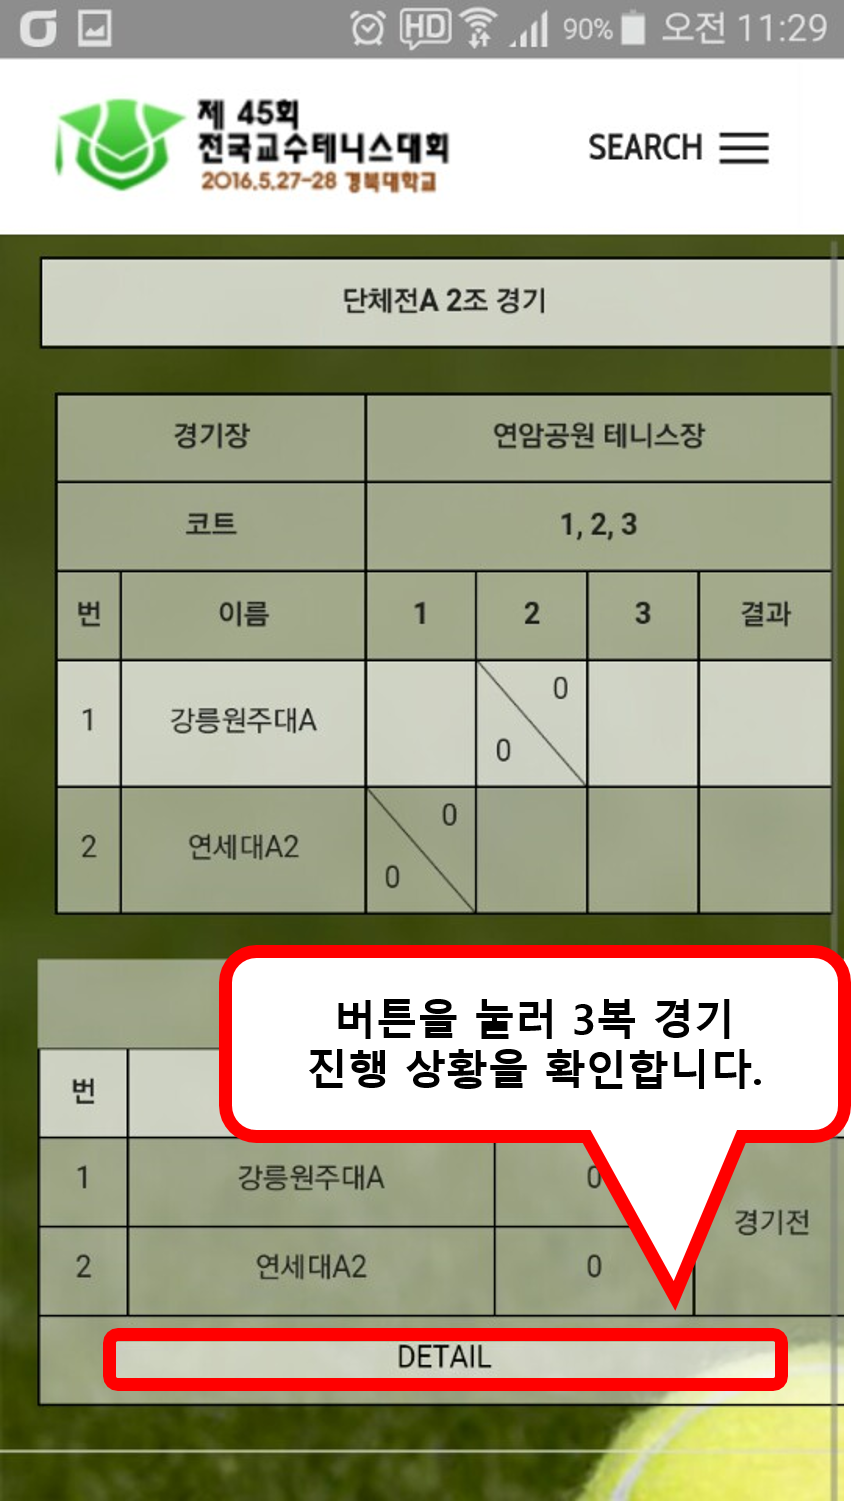 HD 90% 오전 11:29
제 45회
전국교수테니스대회
2016.5.27-28 경북대학교
SEARCH
단체전A 2조 경기
경기장 연암공원 테니스장
코트 1, 2, 3
번 이름 1 2 3 결과
1 강릉원주대A 0 0
2 연세대A2 0 0
버튼을 눌러 3복 경기
진행 상황을 확인합니다.
번
1 강릉원주대A 0
경기전
2 연세대A2 0
DETAIL